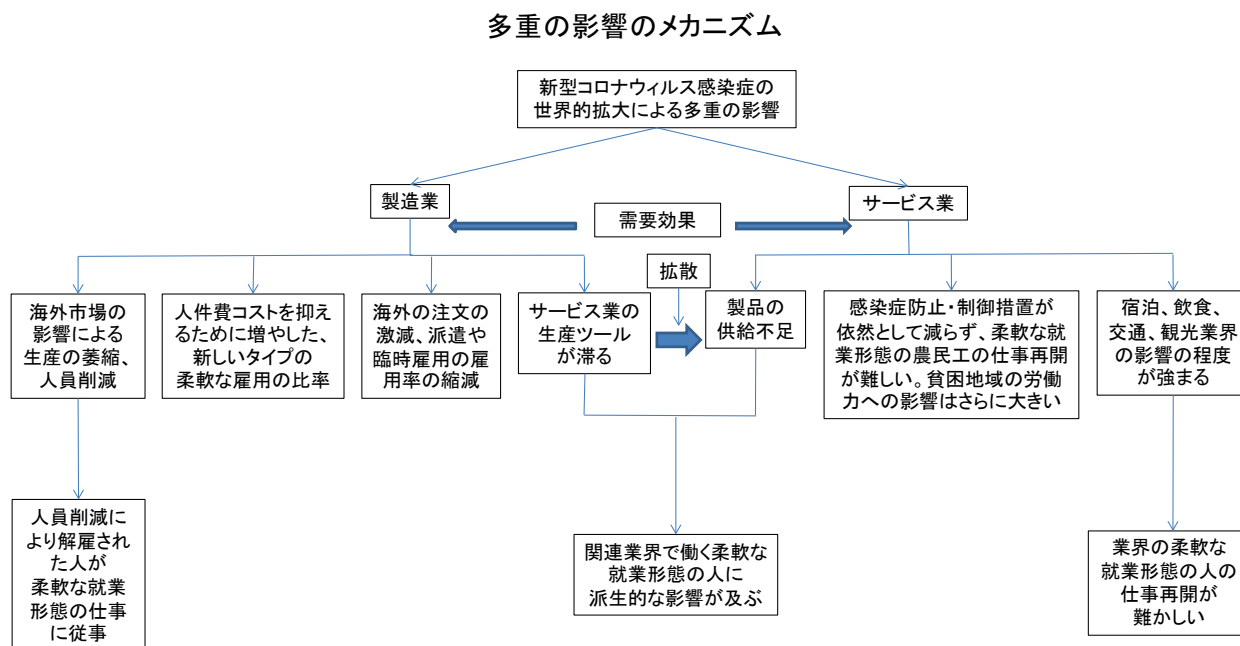 多重の影響のメカニズム
新型コロナウィルス感染症の
世界的拡大による多重の影響
製造業
需要効果
サービス業
拡散
海外市場の
影響による
生産の萎縮、
人員削減
人件費コストを抑え
るために増やした、
新しいタイプの
柔軟な雇用の比率
海外の注文の
激減、派遣や
臨時雇用の雇
用率の縮減
サービス業の
生産ツール
が滞る
製品の
供給不足
感染症防止・制御措置が
依然として減らず、柔軟な就
業形態の農民工の仕事再開
が難しい。貧困地域の労働
力への影響はさらに大きい
宿泊、飲食、
交通、観光業界
の影響の程度
が強まる
人員削減に
より解雇され
た人が
柔軟な就業
形態の仕事
に従事
関連業界で働く柔軟な
就業形態の人に
派生的な影響が及ぶ
業界の柔軟な
就業形態の人の
仕事再開が
難かしい